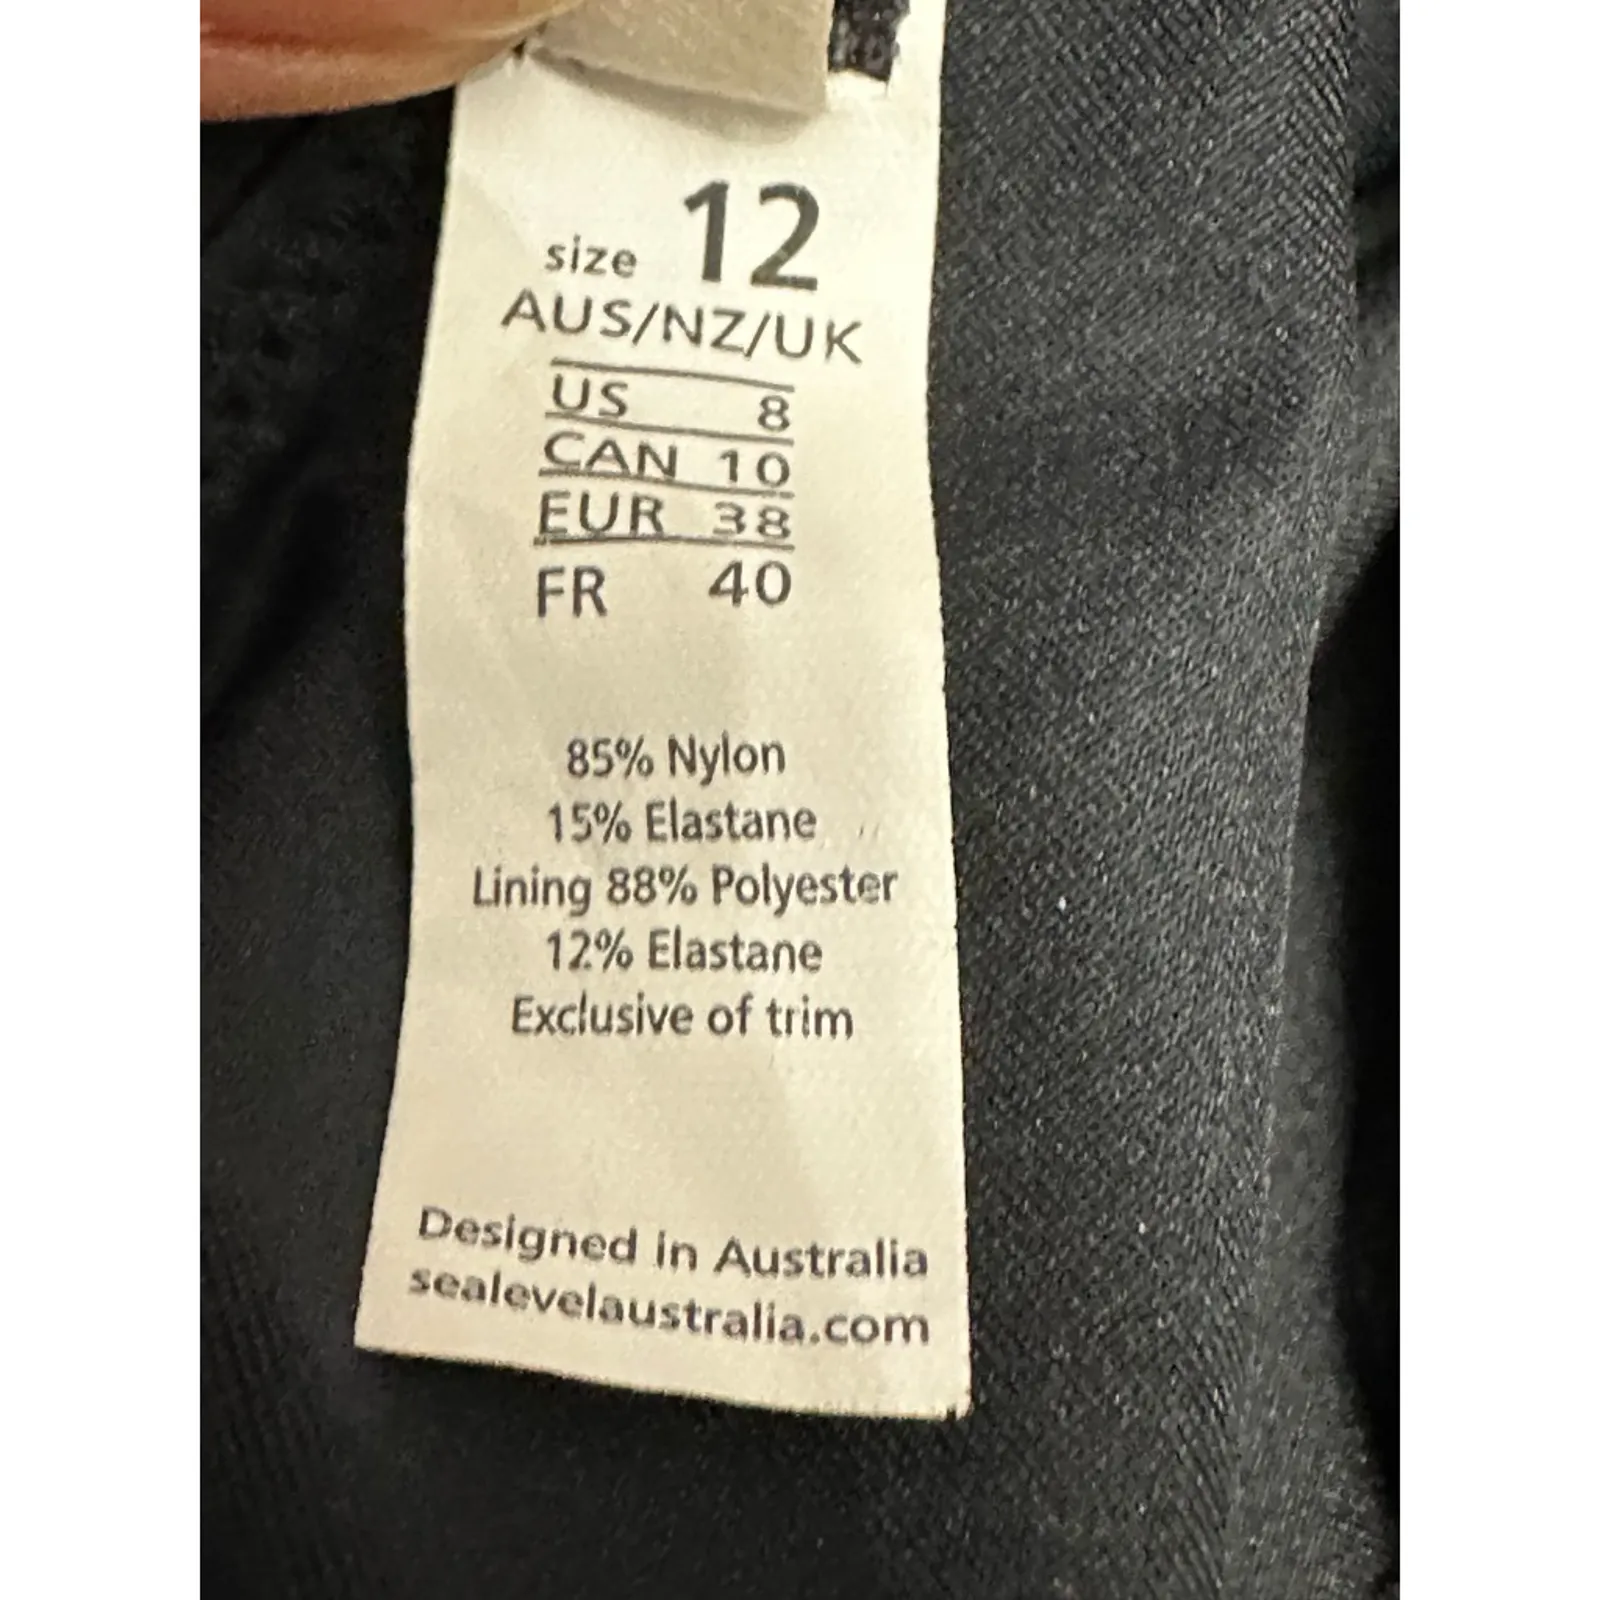 size 12
AUS/NZ/UK
US 8
CAN 10
EUR 38
FR 40
85% Nylon
15% Elastane
Lining 88% Polyester
12% Elastane
Exclusive of trim
Designed in Australia
sealevelaustralia.com